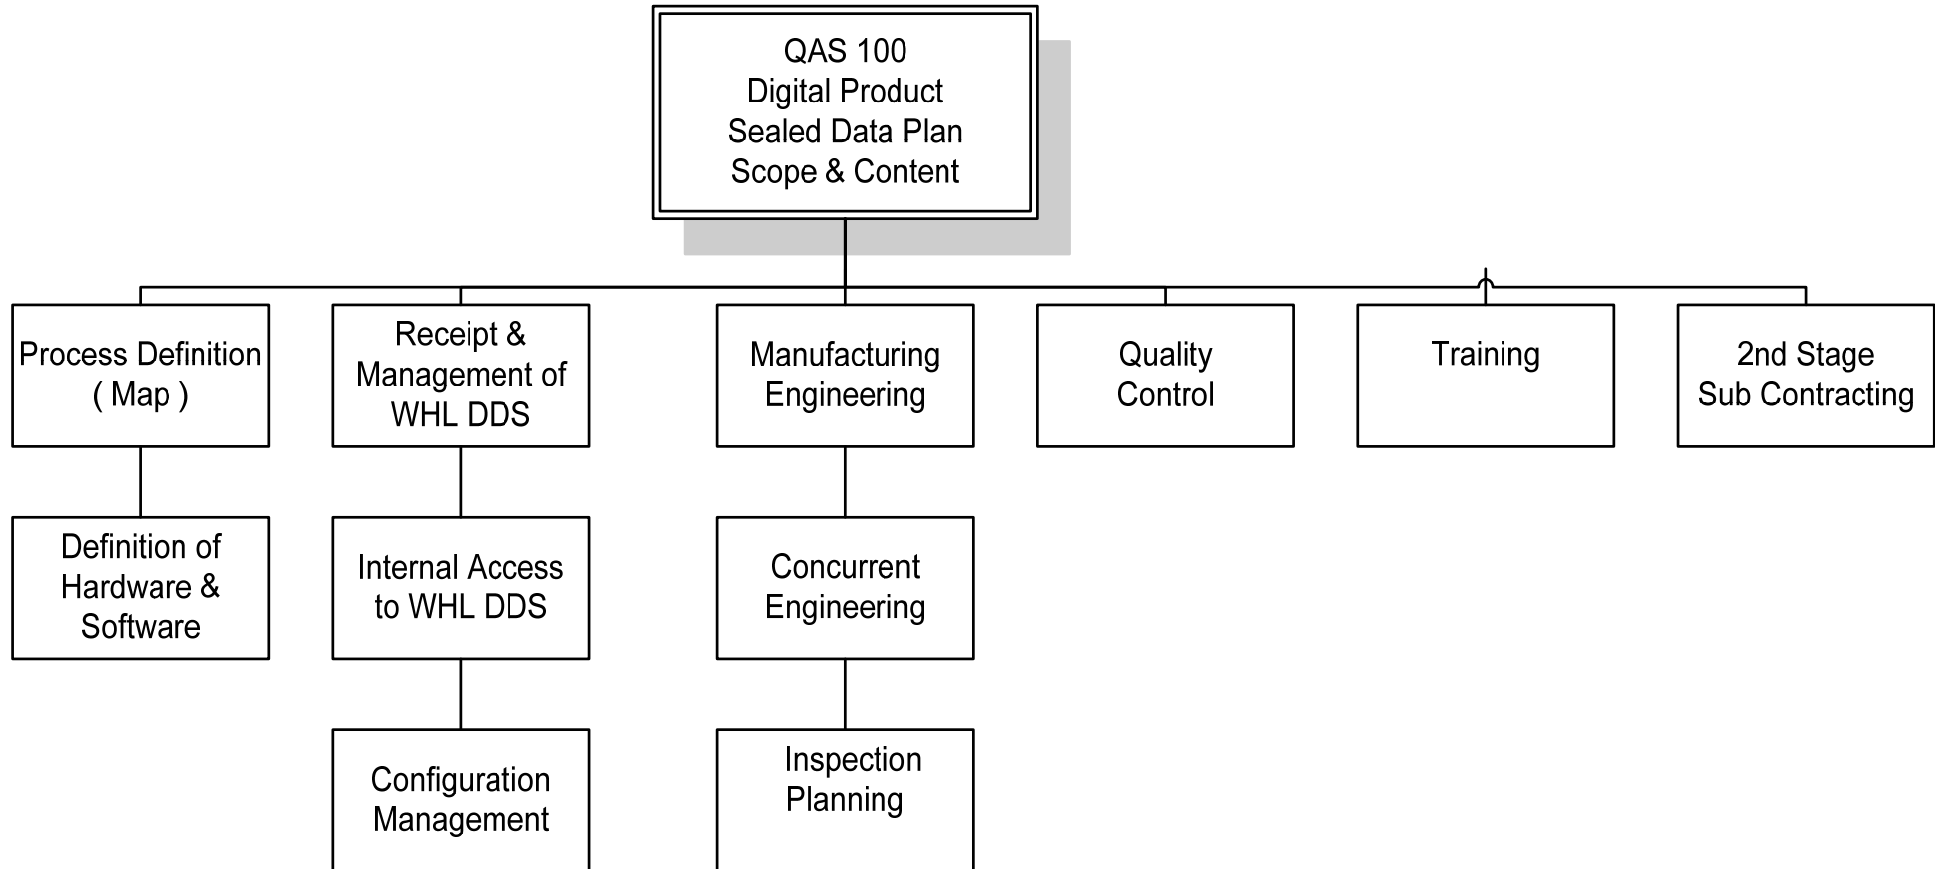 QAS 100
Digital Product
Sealed Data Plan
Scope & Content
Process Definition
( Map )
Receipt &
Management of
WHL DDS
Manufacturing
Engineering
Quality
Control
Training
2nd Stage
Sub Contracting
Definition of
Hardware &
Software
Internal Access
to WHL DDS
Concurrent
Engineering
Configuration
Management
Inspection
Planning